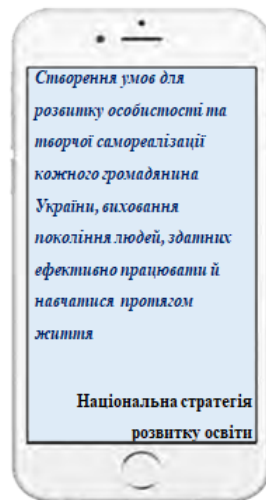 Створення умов для
розвитку особистості та
творчої самореалізації
кожного громадянина
України, виховання
покоління людей, здатних
ефективно працювати й
навчатися протягом
життя
Національна стратегія
розвитку освіти